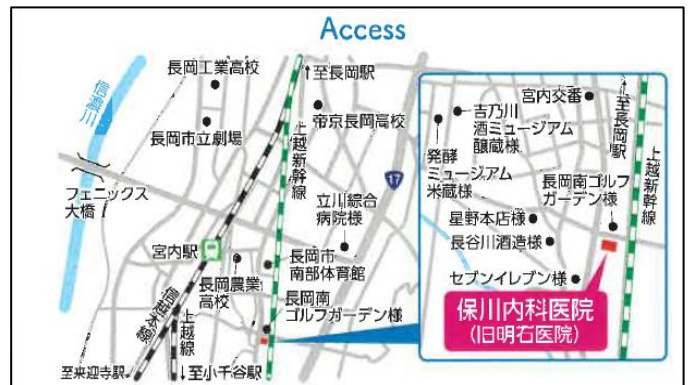 Access
信濃川
長岡工業高校
長岡市立劇場
フェニックス
大橋
宮内駅
↑至長岡駅
上越新幹線
帝京長岡高校
17
立川綜合
病院様
長岡農業
高校
長岡市
南部体育館
長岡南
ゴルフガーデン様
信越本線
上越線
至来迎寺駅
↓至小千谷駅
宮内交番
吉乃川
酒ミュージアム
醸蔵様
発酵
ミュージアム
米蔵様
↑至長岡駅
上越新幹線
長岡南ゴルフ
ガーデン様
星野本店様
長谷川酒造様
セブンイレブン様
保川内科医院
(旧明石医院)